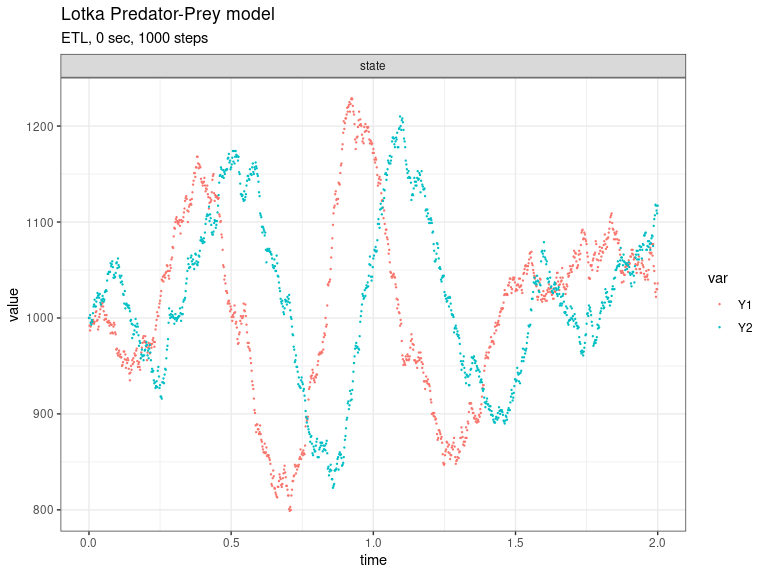 Lotka Predator-Prey model
ETL, 0 sec, 1000 steps
state
1200
1100
1000
900
800
value
0.0
0.5
1.0
1.5
2.0
time
var
Y1
Y2